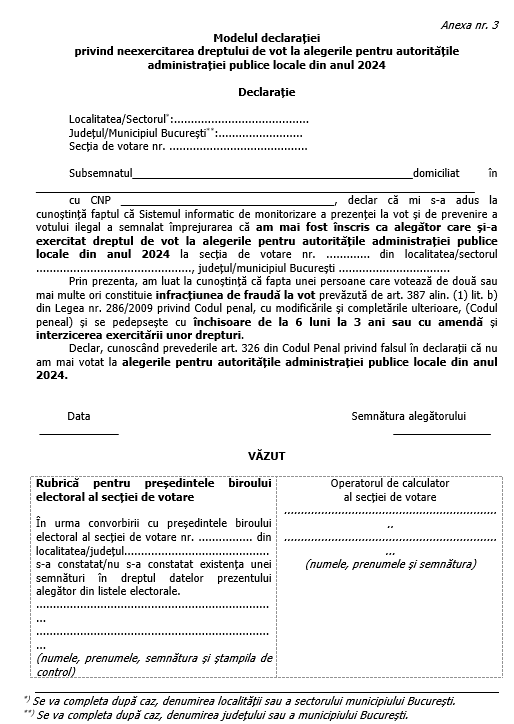 Anexa nr. 3
Modelul declarației
privind neexercitarea dreptului de vot la alegerile pentru autoritățile
administrației publice locale din anul 2024
Declarație
Localitatea/Sectorul*:........................................
Județul/Municipiul București**:.........................
Secția de votare nr. .........................................
Subsemnatul________________________________________________domiciliat în
________________________________________________________________________
cu CNP ____________________________________, declar că mi s-a adus la
cunoștință faptul că Sistemul informatic de monitorizare a prezenței la vot și de prevenire a
votului ilegal a semnalat împrejurarea că am mai fost înscris ca alegător care și-a
exercitat dreptul de vot la alegerile pentru autoritățile administrației publice
locale din anul 2024 la secția de votare nr. ............. din localitatea/sectorul
.............................................., județul/municipiul București .................................
Prin prezenta, am luat la cunoștință că fapta unei persoane care votează de două sau
mai multe ori constituie infracțiunea de fraudă la vot prevăzută de art. 387 alin. (1) lit. b)
din Legea nr. 286/2009 privind Codul penal, cu modificările și completările ulterioare, (Codul
peneal) și se pedepsește cu închisoare de la 6 luni la 3 ani sau cu amendă și
interzicerea exercitării unor drepturi.
Declar, cunoscând prevederile art. 326 din Codul Penal privind falsul în declarații că nu
am mai votat la alegerile pentru autoritățile administrației publice locale din anul
2024.
Data Semnătura alegătorului
______________ _________________
VĂZUT
Rubrică pentru președintele biroului
electoral al secției de votare
În urma convorbirii cu președintele biroului
electoral al secției de votare nr. ................ din
localitatea/județul...........................................
s-a constatat/nu s-a constatat existența unei
semnături în dreptul datelor prezentului
alegător din listele electorale.
.....................................................................
...
.....................................................................
...
(numele, prenumele, semnătura și ștampila de
control)
Operatorul de calculator
al secției de votare
...............................................................
..
...............................................................
...
(numele, prenumele și semnătura)
*) Se va completa după caz, denumirea localității sau a sectorului municipiului București.
**) Se va completa după caz, denumirea județului sau a municipiului București.